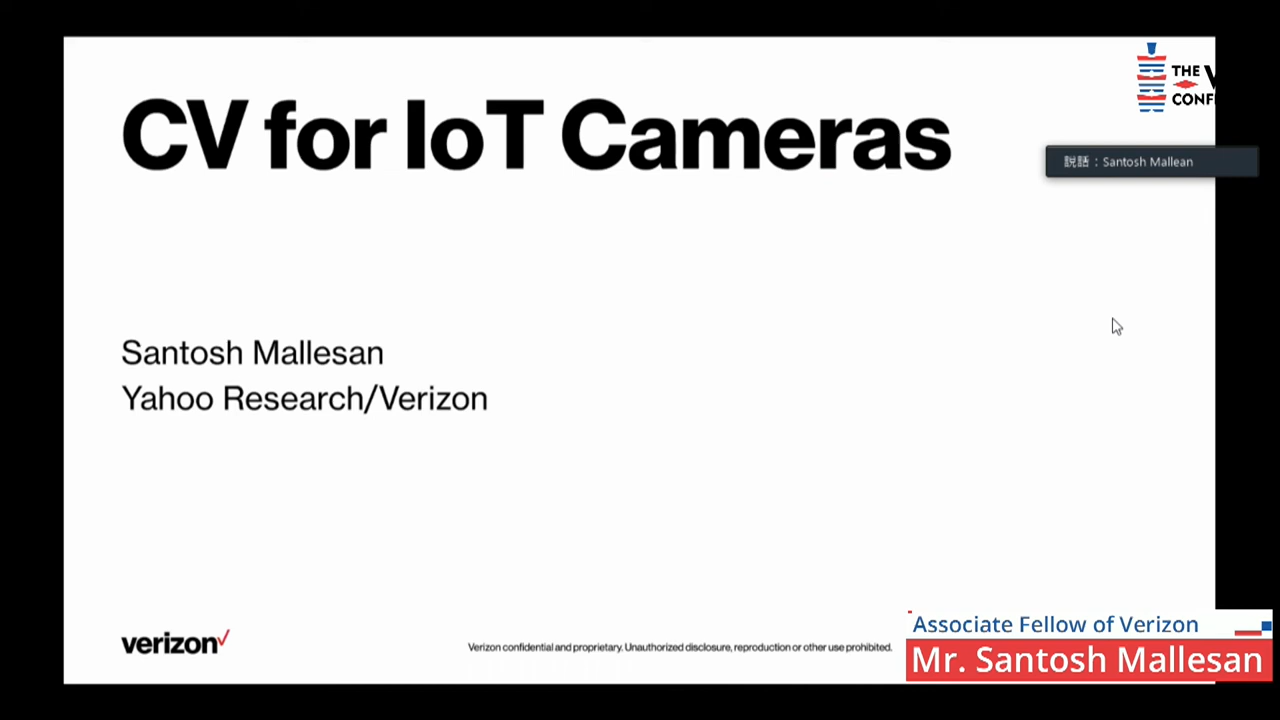 CV for IoT Cameras
THE V
CONF
說話：Santosh Mallean
Santosh Mallesan
Yahoo Research/Verizon
verizon
Verizon confidential and proprietary. Unauthorized disclosure, reproduction or other use prohibited.
Associate Fellow of Verizon
Mr. Santosh Mallesan